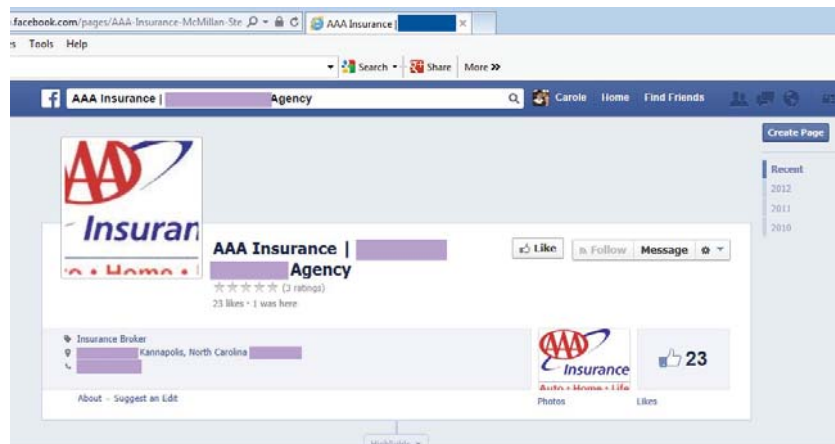 .facebook.com/pages/AAA-Insurance-McMillan-Ste
AAA Insurance |
Tools Help
Search Share More
AAA Insurance | Agency
Carole Home Find Friends
Create Page
Recent
2012
2011
2010
AAA
Insuran
Home
AAA Insurance |
Agency
(3 ratings)
23 likes · 1 was here
Like Follow Message
Insurance Broker
Kannapolis, North Carolina
AAA
Insurance
Auto • Home • Life
23
About – Suggest an Edit
Photos Likes
Highlights